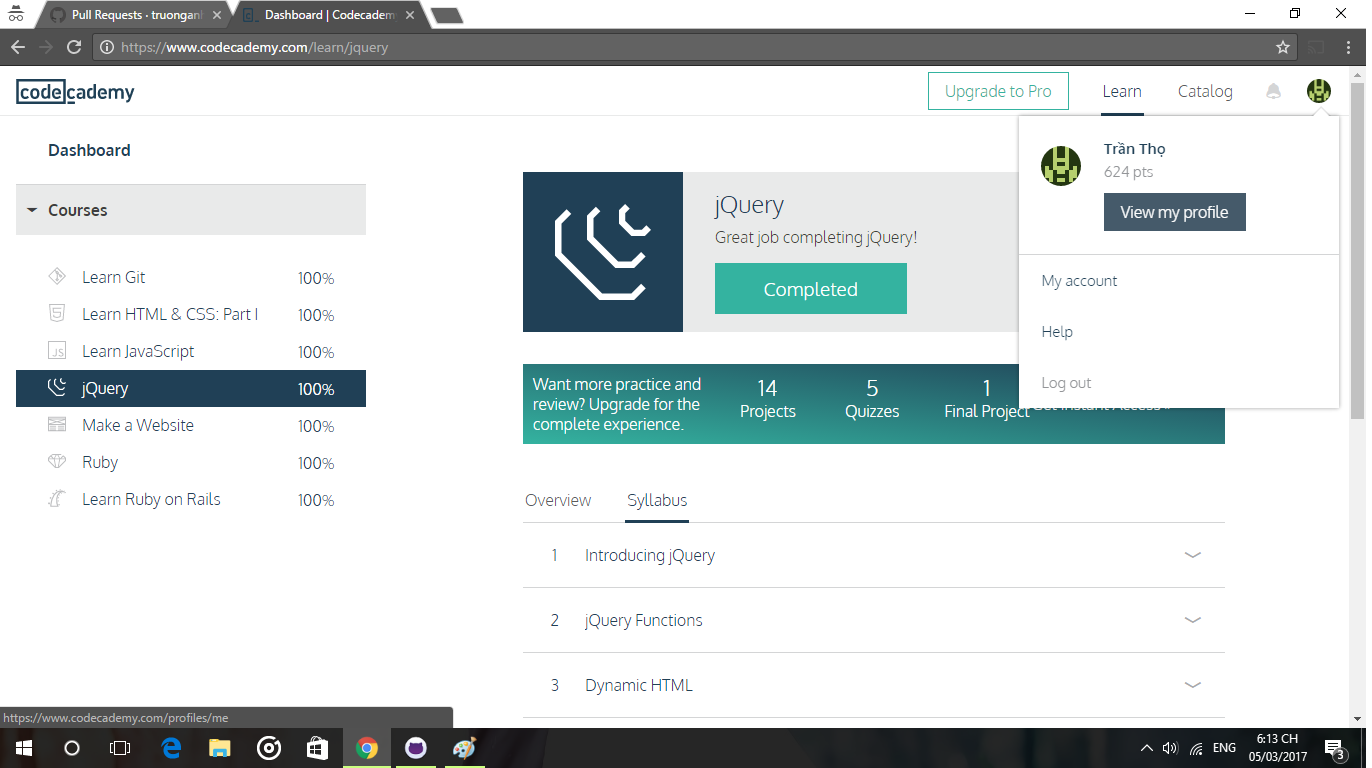 Pull Requests · truonganh
Dashboard | Codecadem
https://www.codecademy.com/learn/jquery
codecademy
Upgrade to Pro
Learn
Catalog
Trần Thọ
624 pts
View my profile
My account
Help
Log out
Dashboard
Courses
Learn Git 100%
Learn HTML & CSS: Part I 100%
JS Learn JavaScript 100%
jQuery 100%
Make a Website 100%
Ruby 100%
Learn Ruby on Rails 100%
jQuery
Great job completing jQuery!
Completed
Want more practice and
review? Upgrade for the
complete experience.
14
Projects
5
Quizzes
1
Final Project
Get Instant Access
Overview
Syllabus
1 Introducing jQuery
2 jQuery Functions
3 Dynamic HTML
https://www.codecademy.com/profiles/me
ENG
6:13 CH
05/03/2017
3